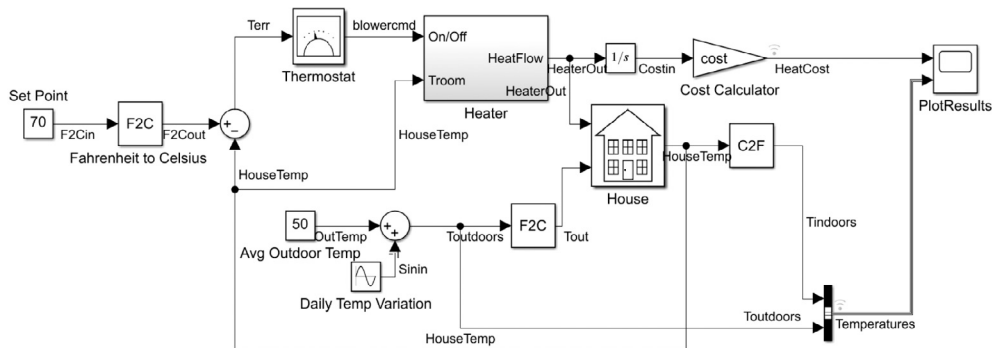 Terr
blowercmd
Thermostat
On/Off
Troom
HeatFlow
HeaterOut
Heater
HeaterOut
1/s
Costin
cost
Cost Calculator
HeatCost
PlotResults
Set Point
70
F2Cin
F2C
F2Cout
Fahrenheit to Celsius
+
−
HouseTemp
HouseTemp
House
HouseTemp
C2F
50
OutTemp
Avg Outdoor Temp
+
+
Toutdoors
F2C
Tout
Sinin
Daily Temp Variation
Tindoors
Toutdoors
HouseTemp
Temperatures